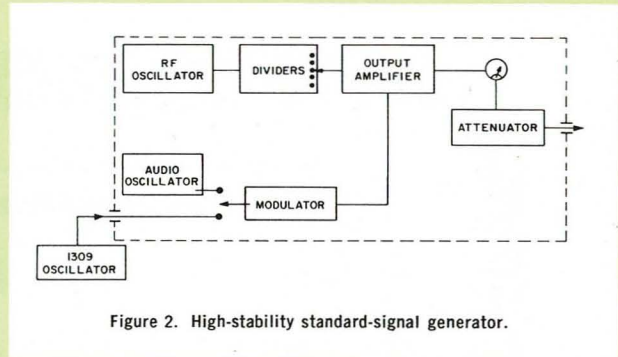 RF
OSCILLATOR
DIVIDERS
OUTPUT
AMPLIFIER
ATTENUATOR
AUDIO
OSCILLATOR
MODULATOR
1309
OSCILLATOR
Figure 2. High-stability standard-signal generator.